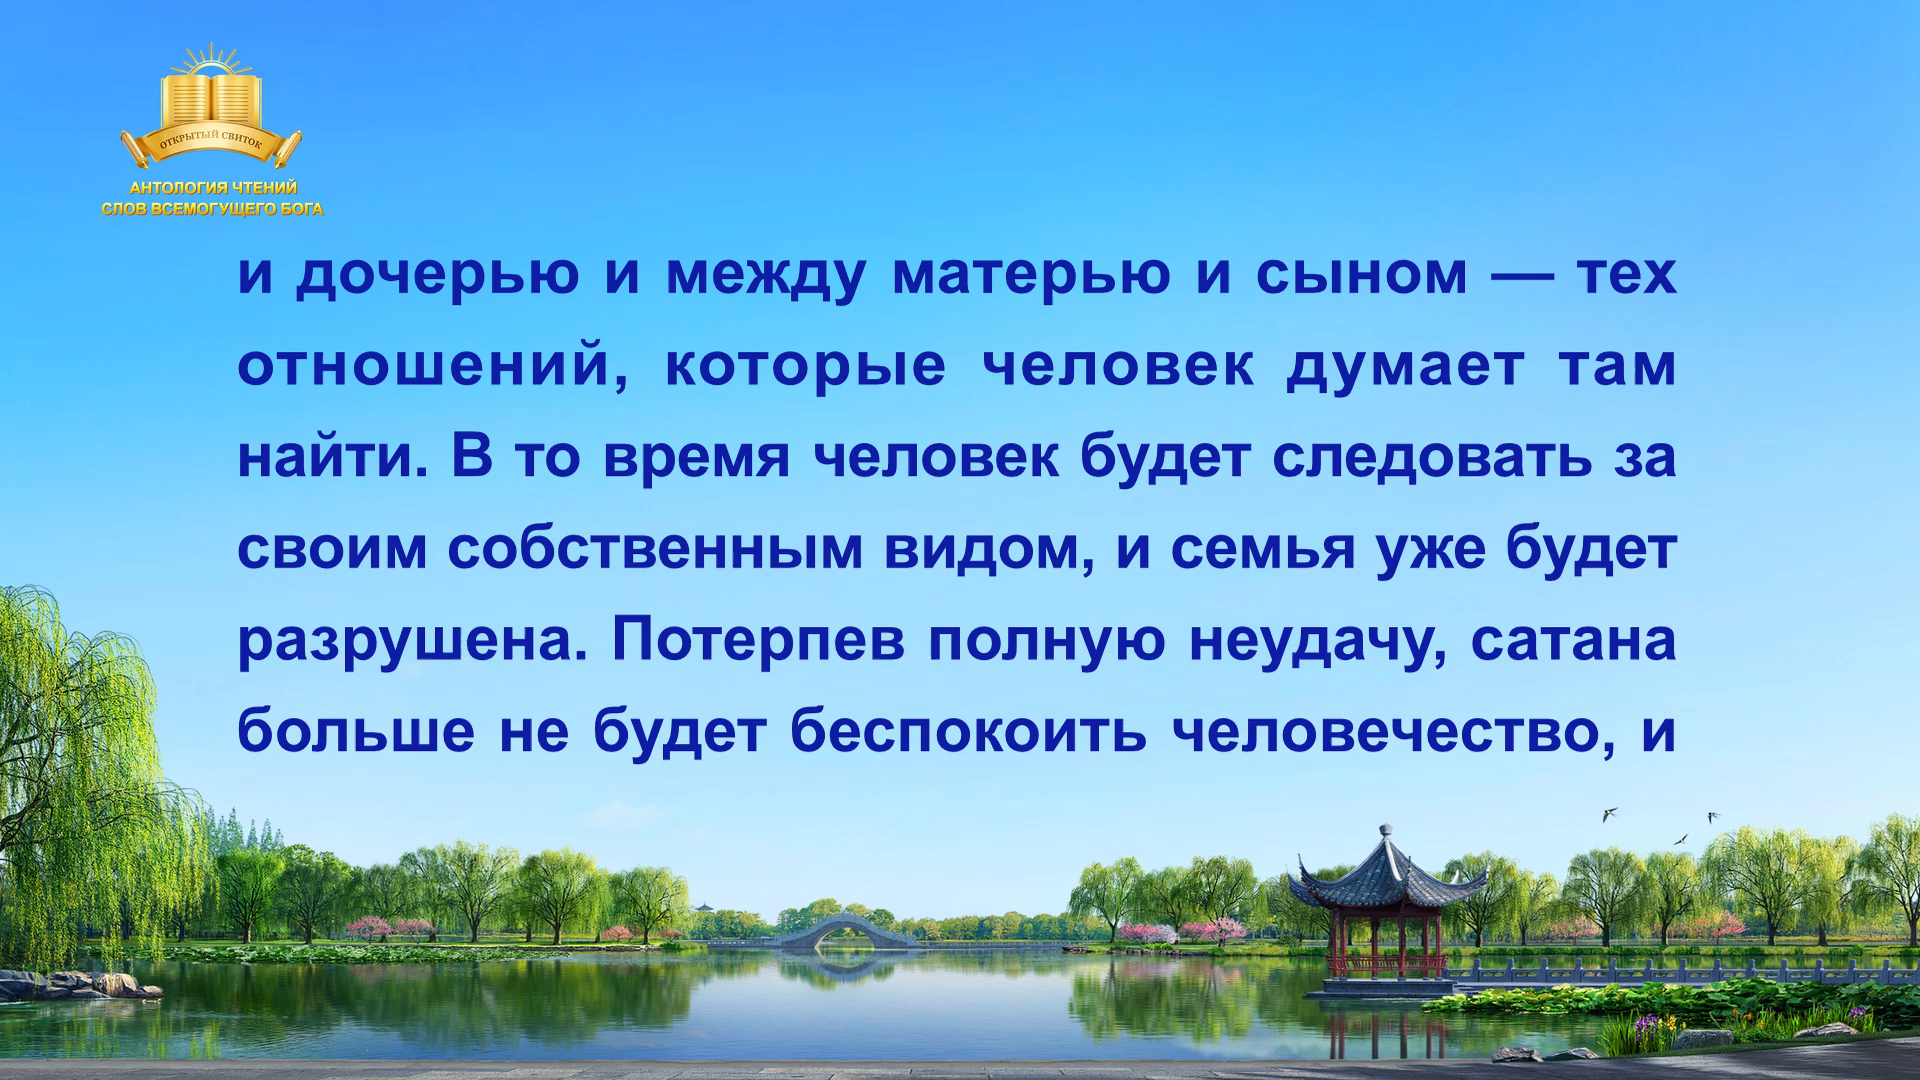 ОТКРЫТЫЙ СВИТОК
АНТОЛОГИЯ ЧТЕНИЙ
СЛОВ ВСЕМОГУЩЕГО БОГА
и дочерью и между матерью и сыном — тех
отношений, которые человек думает там
найти. В то время человек будет следовать за
своим собственным видом, и семья уже будет
разрушена. Потерпев полную неудачу, сатана
больше не будет беспокоить человечество, и